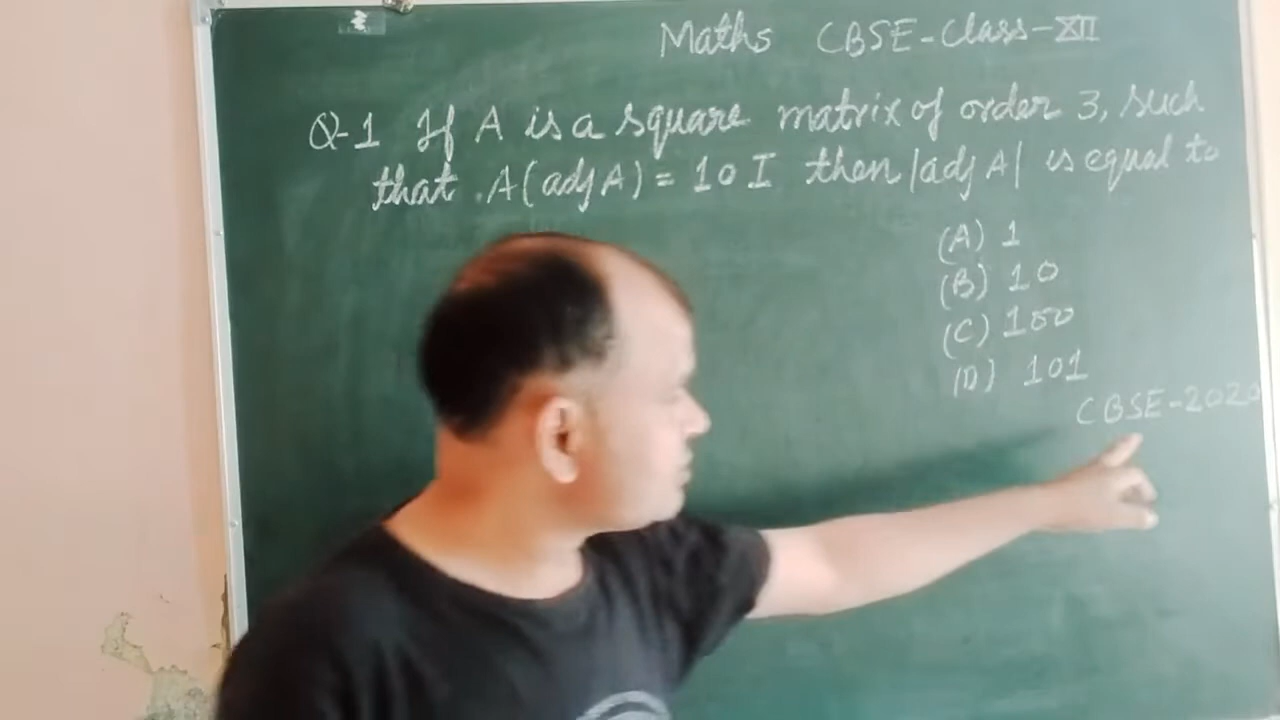 Maths CBSE-Class-XII
Q-1 If A is a square matrix of order 3, such
that A(adj A) = 10 I then |adj A| is equal to
(A) 1
(B) 10
(C) 100
(D) 101
CBSE-2020